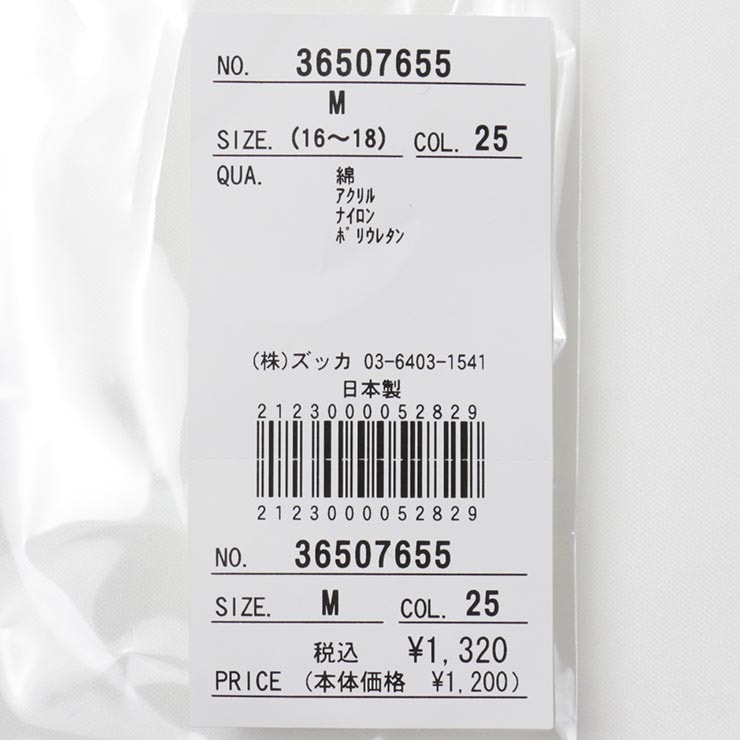 NO. 36507655
M
SIZE. (16～18) COL. 25
QUA. 綿
ｱｸﾘﾙ
ﾅｲﾛﾝ
ﾎﾟﾘｳﾚﾀﾝ
(株)ズッカ 03-6403-1541
日本製
2123000052829
2123000052829
NO. 36507655
SIZE. M COL. 25
税込 ¥1,320
PRICE (本体価格 ¥1,200)